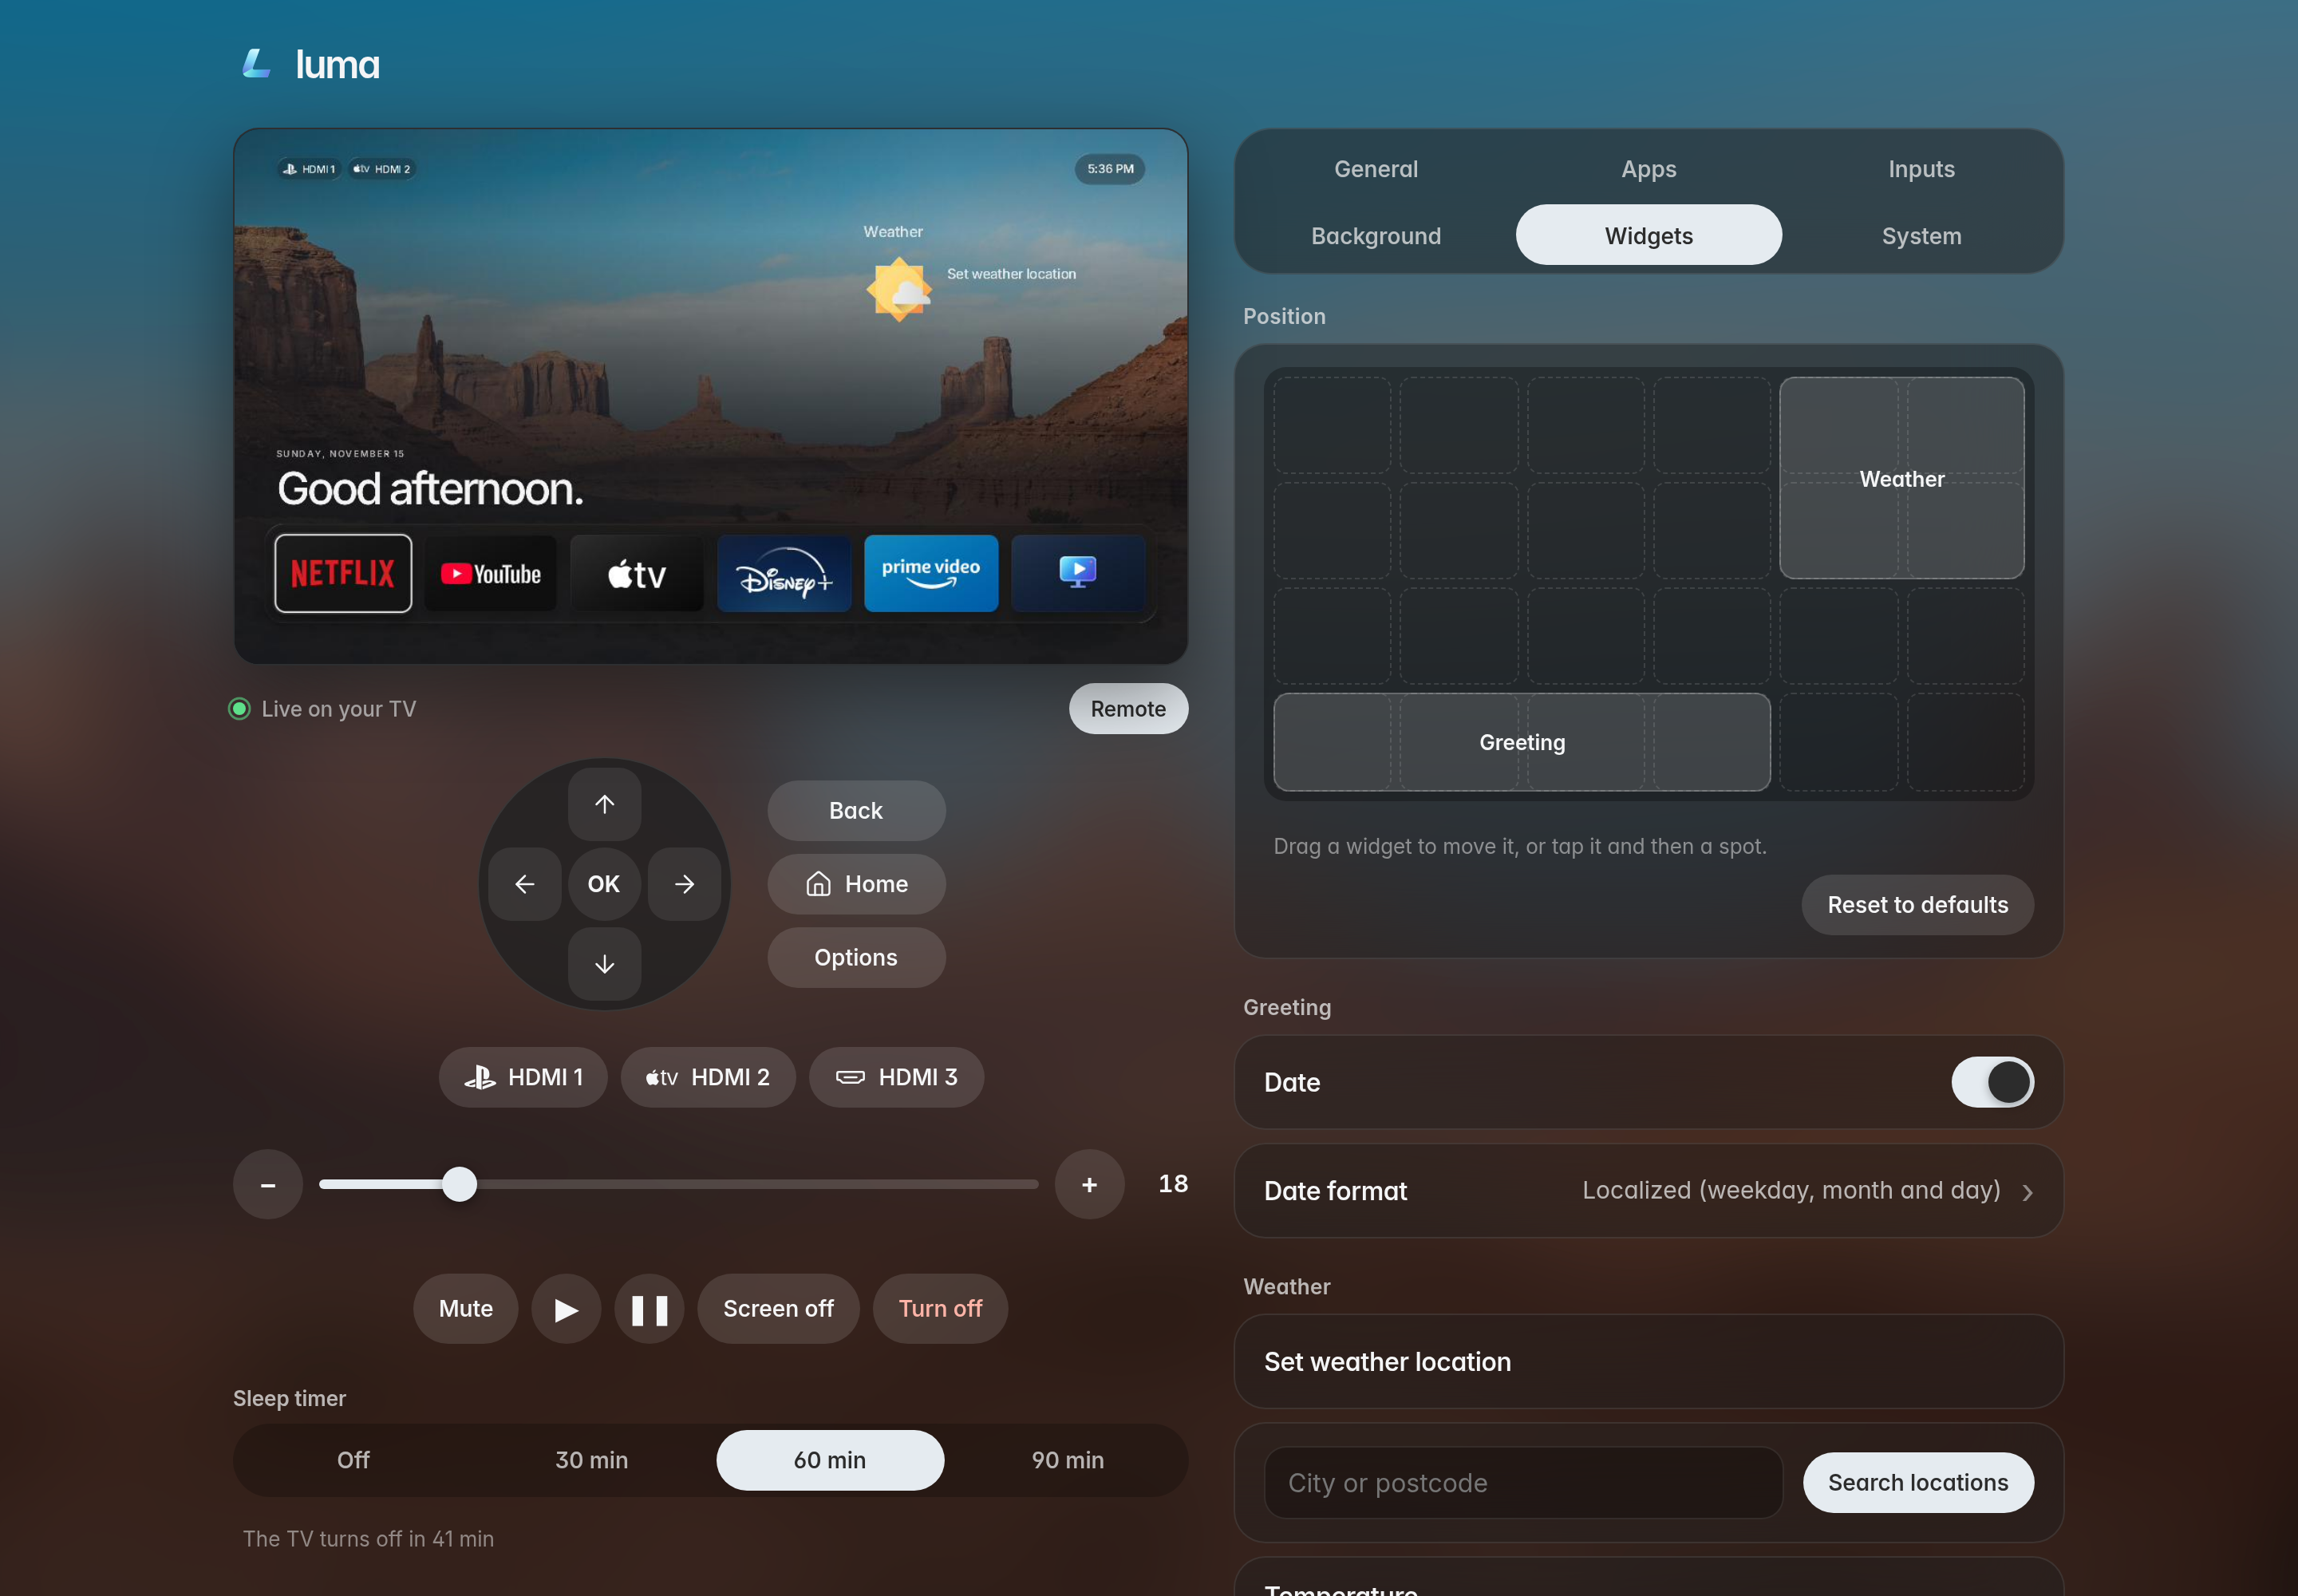 luma
HDMI 1
tv HDMI 2
5:36 PM
Weather
Set weather location
SUNDAY, NOVEMBER 15
Good afternoon.
NETFLIX
YouTube
tv
Disney+
prime video
Live on your TV
Remote
Back
OK
Home
Options
HDMI 1
tv HDMI 2
HDMI 3
–
+
18
Mute
Screen off
Turn off
Sleep timer
Off
30 min
60 min
90 min
The TV turns off in 41 min
General
Apps
Inputs
Background
Widgets
System
Position
Weather
Greeting
Drag a widget to move it, or tap it and then a spot.
Reset to defaults
Greeting
Date
Date format
Localized (weekday, month and day)
Weather
Set weather location
City or postcode
Search locations
Temperature